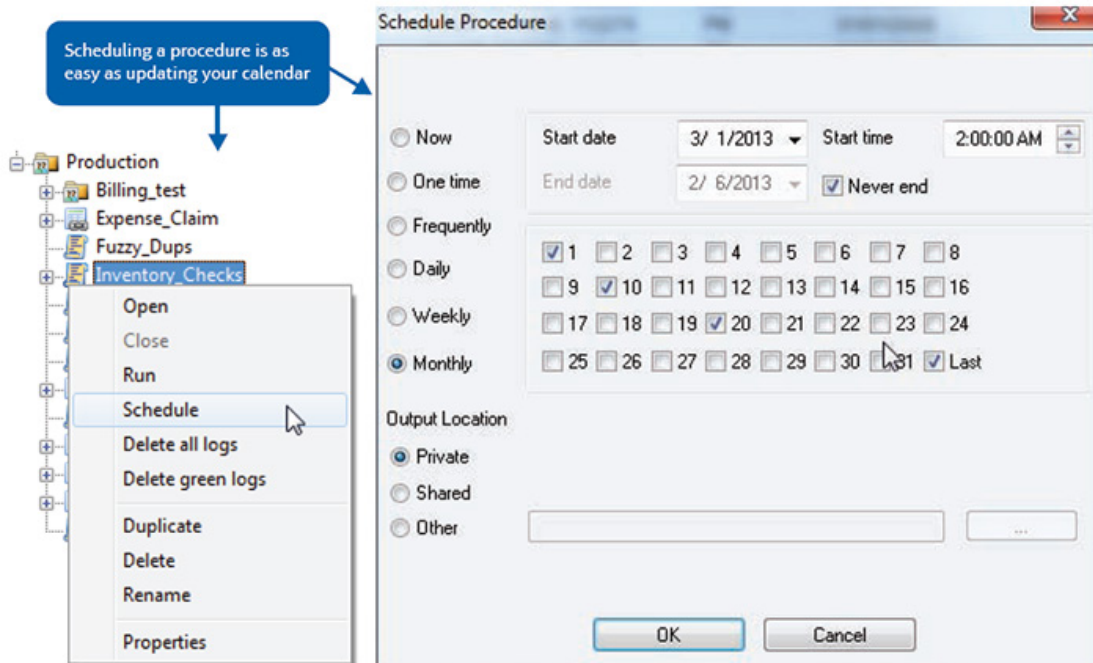 Scheduling a procedure is as
easy as updating your calendar
Production
Billing_test
Expense_Claim
Fuzzy_Dups
Inventory_Checks
Open
Close
Run
Schedule
Delete all logs
Delete green logs
Duplicate
Delete
Rename
Properties
Schedule Procedure
Now
One time
Frequently
Daily
Weekly
Monthly
Start date 3/ 1/2013 Start time 2:00:00 AM
End date 2/ 6/2013 Never end
1 2 3 4 5 6 7 8
9 10 11 12 13 14 15 16
17 18 19 20 21 22 23 24
25 26 27 28 29 30 31 Last
Output Location
Private
Shared
Other
...
OK Cancel